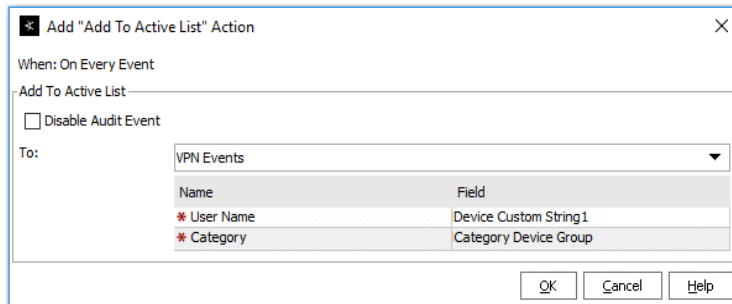 Add "Add To Active List" Action
When: On Every Event
Add To Active List
Disable Audit Event
To: VPN Events
Name Field
* User Name Device Custom String1
* Category Category Device Group
OK Cancel Help